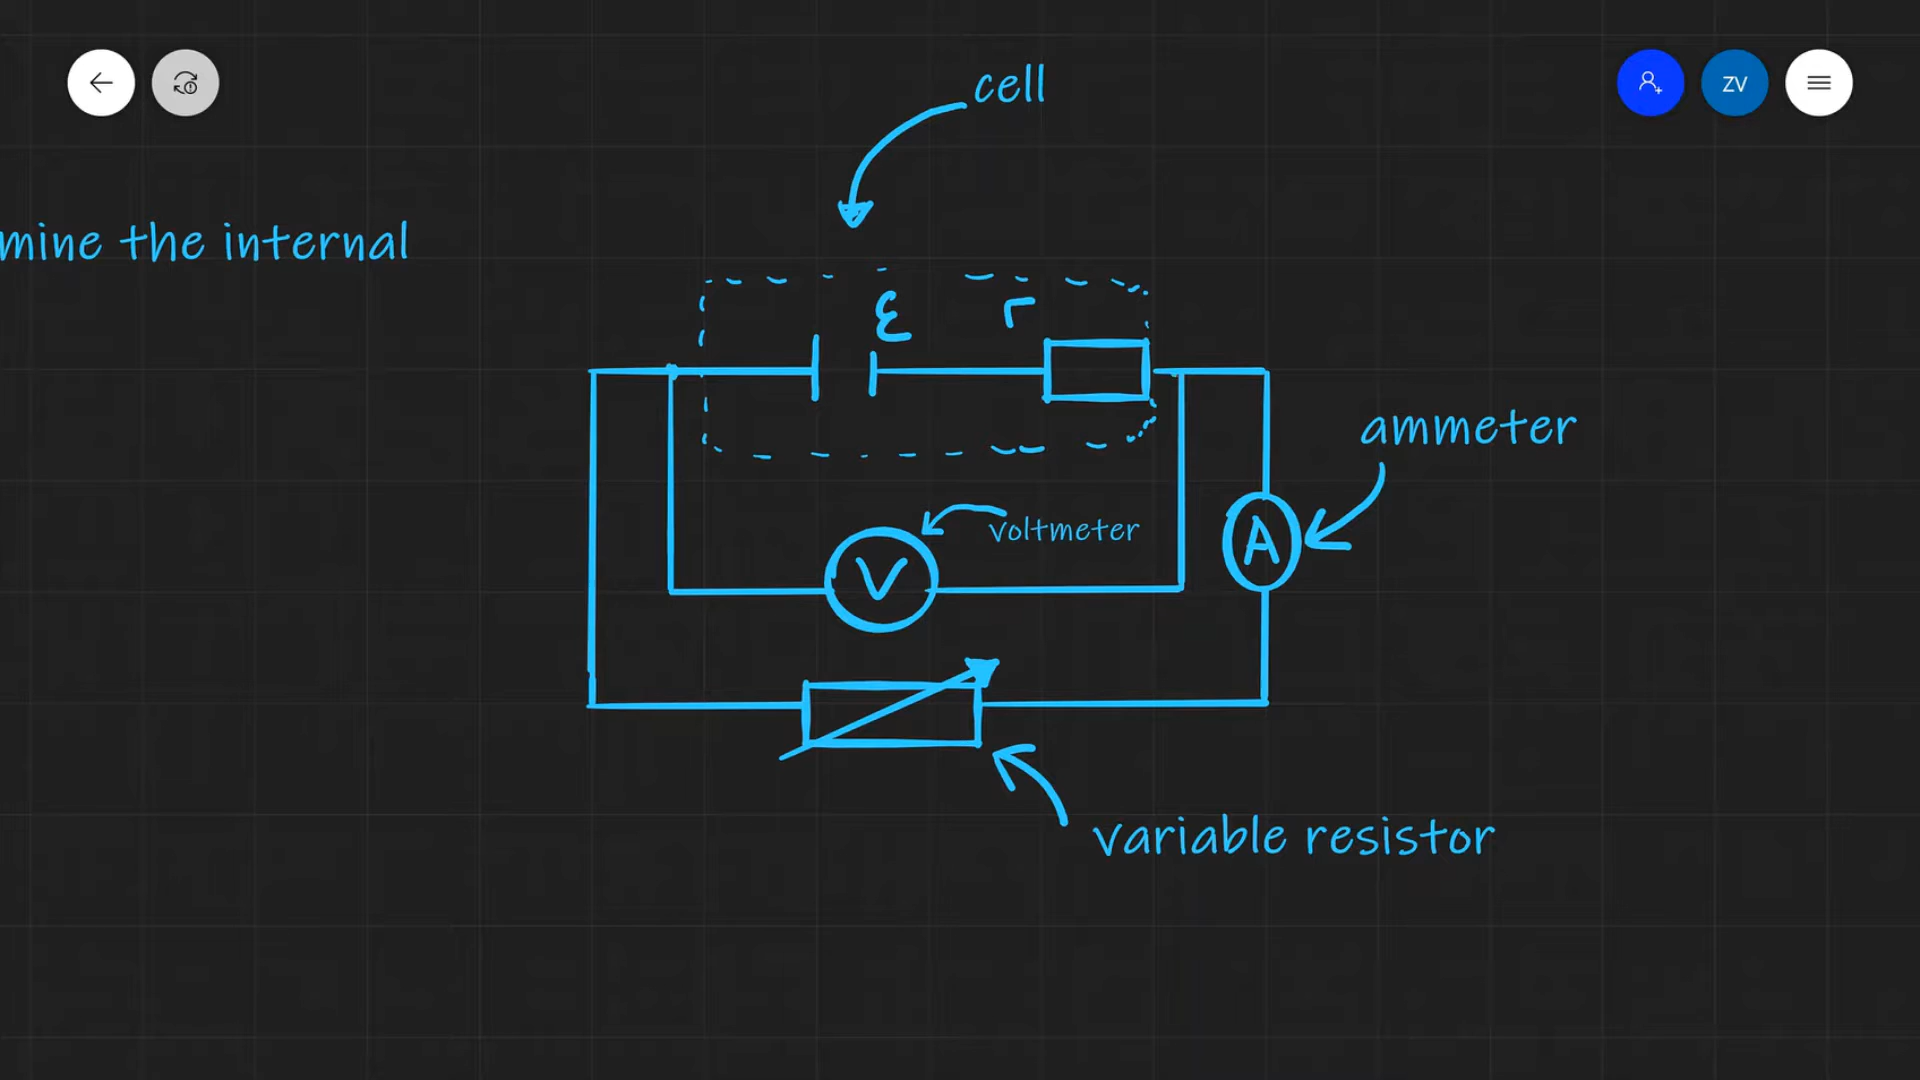 cell
ZV
mine the internal
ε r
ammeter
voltmeter
A
V
variable resistor